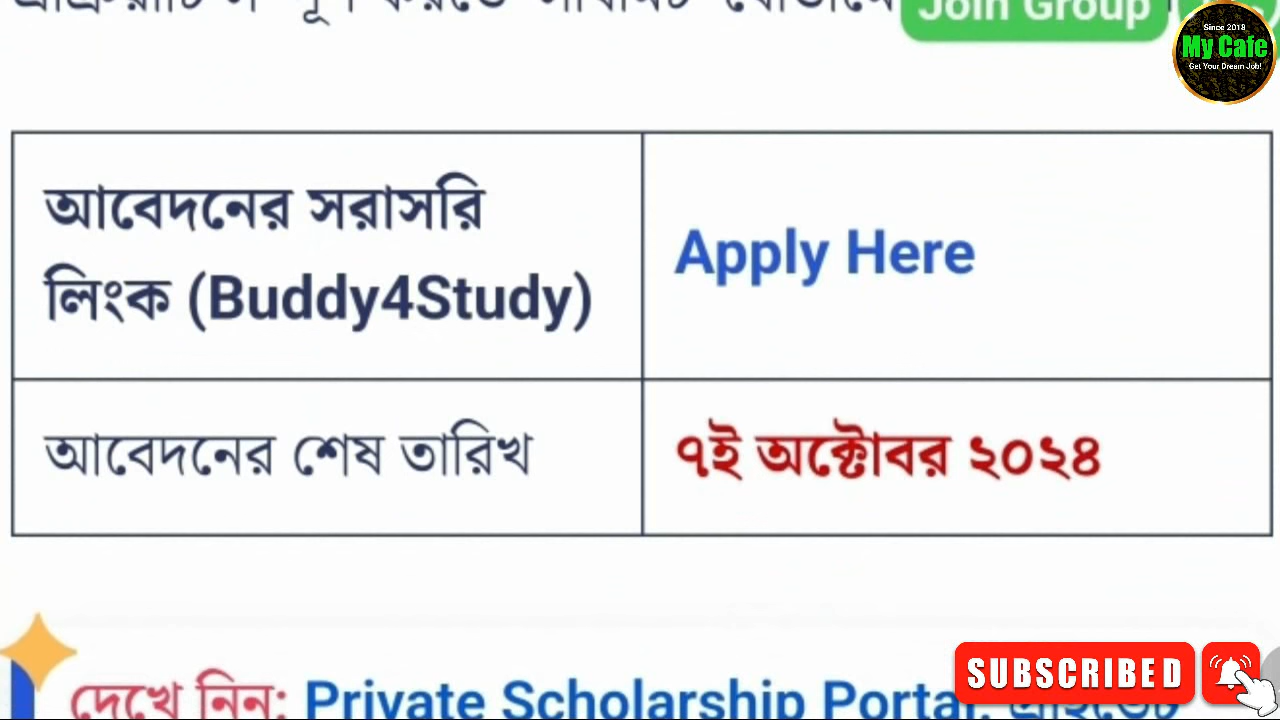 Join Group
Since 2018
My Cafe
Get Your Dream Job!
আবেদনের সরাসরি
লিংক (Buddy4Study)
Apply Here
আবেদনের শেষ তারিখ
৭ই অক্টোবর ২০২৪
দেখে নিন: Private Scholarship Portal:
SUBSCRIBED